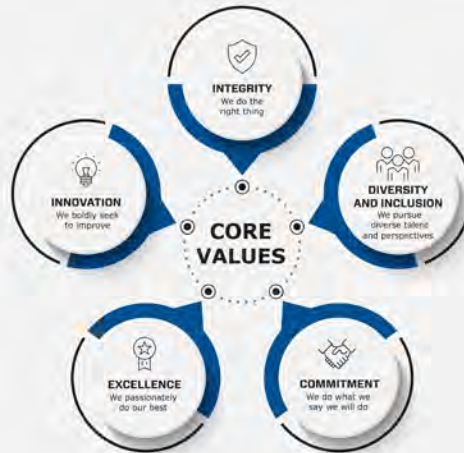 INTEGRITY
We do the
right thing
INNOVATION
We boldly seek
to improve
DIVERSITY
AND INCLUSION
We pursue
diverse talent
and perspectives
CORE
VALUES
EXCELLENCE
We passionately
do our best
COMMITMENT
We do what we
say we will do